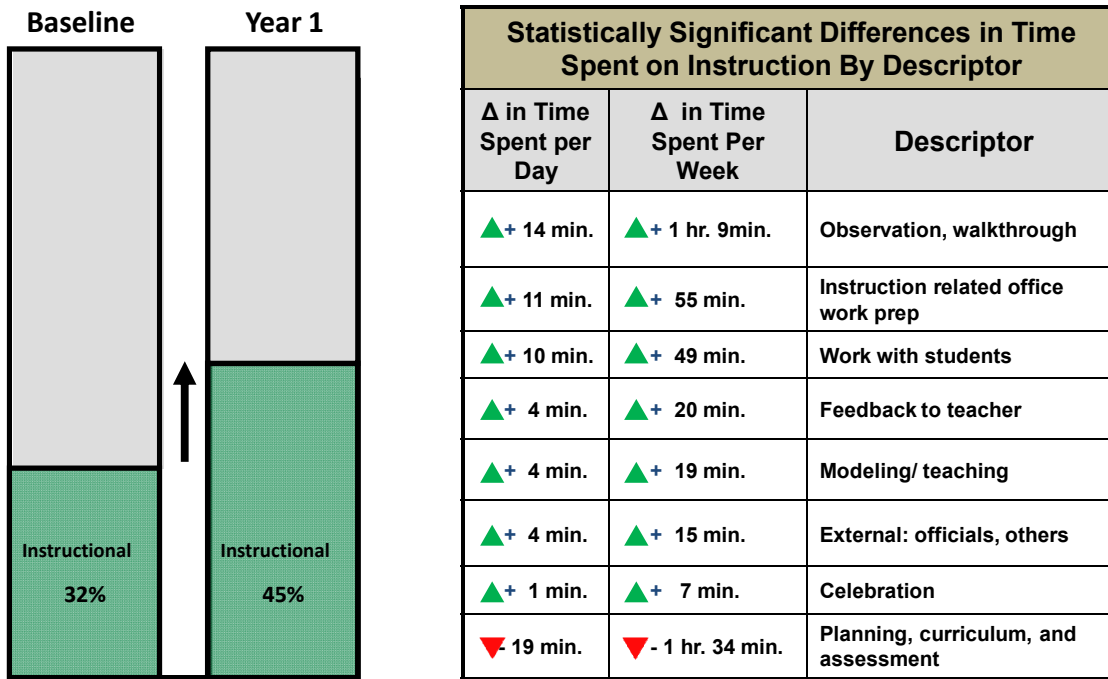 Baseline
Year 1
Instructional
32%
Instructional
45%
Statistically Significant Differences in Time
Spent on Instruction By Descriptor
Δ in Time
Spent per
Day
Δ in Time
Spent Per
Week
Descriptor
+ 14 min.
+ 1 hr. 9min.
Observation, walkthrough
+ 11 min.
+ 55 min.
Instruction related office
work prep
+ 10 min.
+ 49 min.
Work with students
+ 4 min.
+ 20 min.
Feedback to teacher
+ 4 min.
+ 19 min.
Modeling/ teaching
+ 4 min.
+ 15 min.
External: officials, others
+ 1 min.
+ 7 min.
Celebration
- 19 min.
- 1 hr. 34 min.
Planning, curriculum, and
assessment